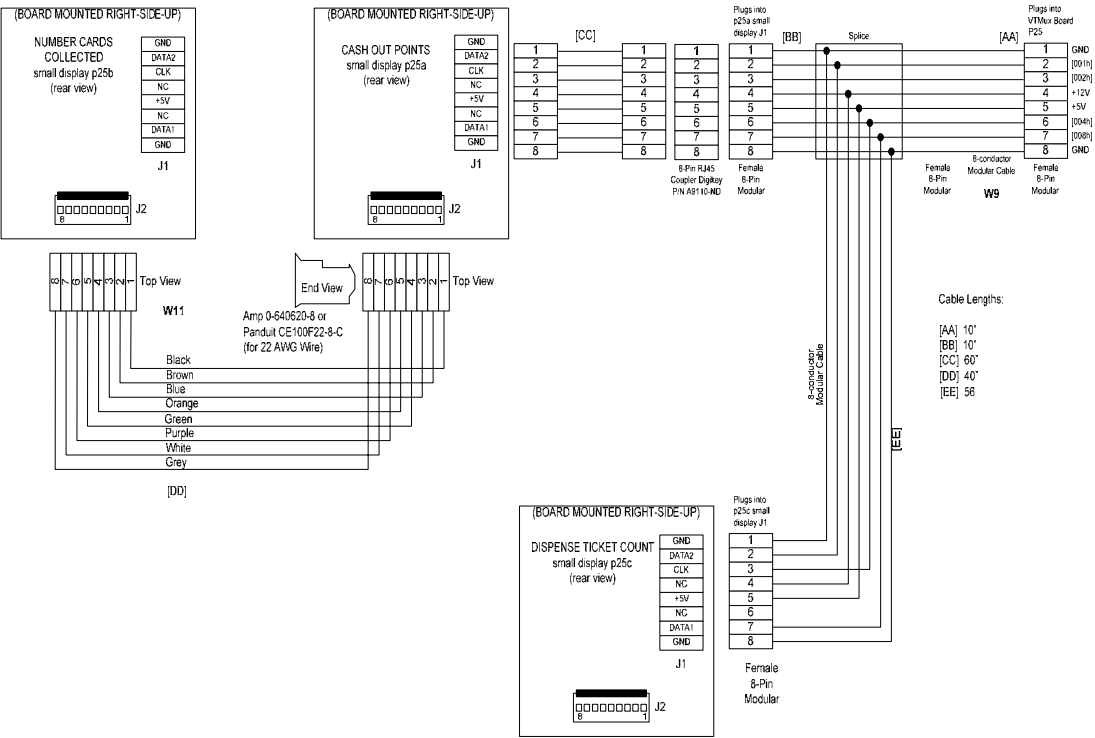 (BOARD MOUNTED RIGHT-SIDE-UP)
NUMBER CARDS
COLLECTED
small display p25b
(rear view)
GND
DATA2
CLK
NC
+5V
NC
DATA1
GND
J1
J2
8
1
(BOARD MOUNTED RIGHT-SIDE-UP)
CASH OUT POINTS
small display p25a
(rear view)
GND
DATA2
CLK
NC
+5V
NC
DATA1
GND
J1
J2
8
1
[CC]
1
2
3
4
5
6
7
8
1
2
3
4
5
6
7
8
1
2
3
4
5
6
7
8
8-Pin RJ45
Coupler Digikey
P/N A9110-ND
Plugs into
p25a small
display J1
1
2
3
4
5
6
7
8
Female
8-Pin
Modular
[BB]
Splice
[AA]
Plugs into
VTMux Board
P25
1
2
3
4
5
6
7
8
GND
[001h]
[002h]
+12V
+5V
[004h]
[008h]
GND
Female
8-Pin
Modular
8-conductor
Modular Cable
W9
Female
8-Pin
Modular
8
7
6
5
4
3
2
1
Top View
W11
End View
Amp 0-640620-8 or
Panduit CE100F22-8-C
(for 22 AWG Wire)
8
7
6
5
4
3
2
1
Top View
Black
Brown
Blue
Orange
Green
Purple
White
Grey
[DD]
8-conductor
Modular Cable
[EE]
Cable Lengths:
[AA] 10"
[BB] 10"
[CC] 60"
[DD] 40"
[EE] 56
(BOARD MOUNTED RIGHT-SIDE-UP)
DISPENSE TICKET COUNT
small display p25c
(rear view)
GND
DATA2
CLK
NC
+5V
NC
DATA1
GND
J1
J2
8
1
Plugs into
p25c small
display J1
1
2
3
4
5
6
7
8
Female
8-Pin
Modular